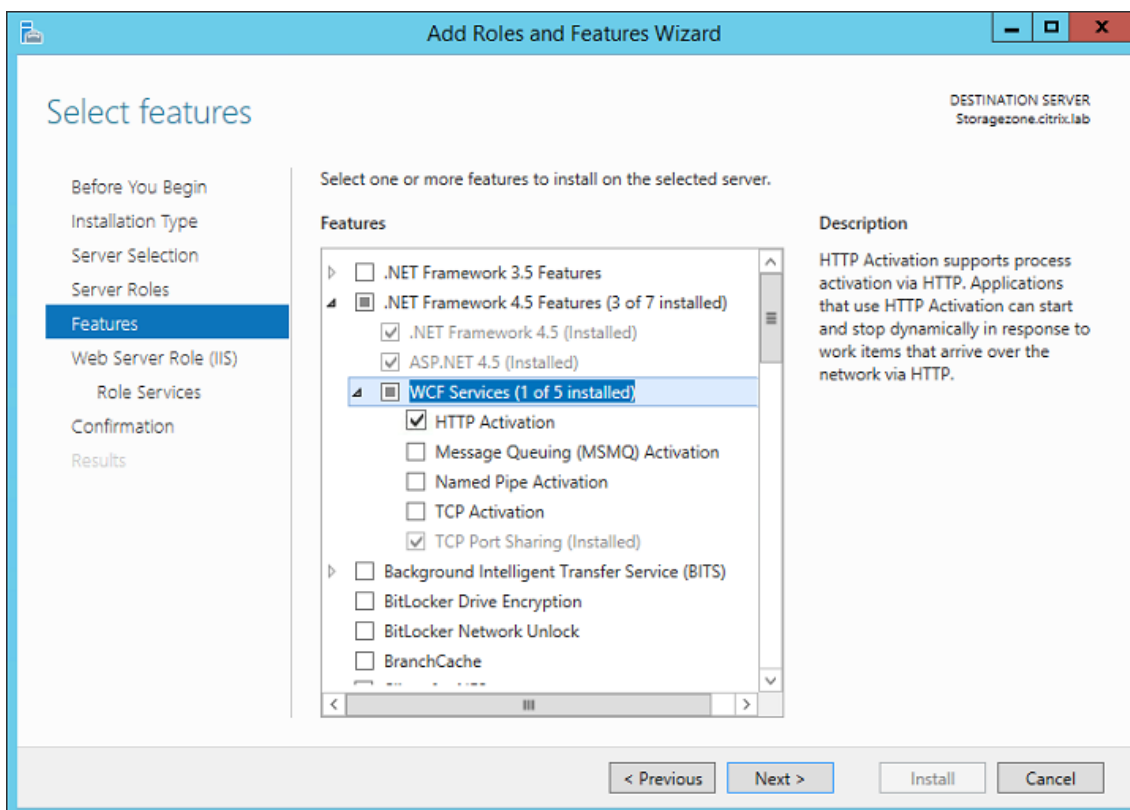 Add Roles and Features Wizard
Select features
DESTINATION SERVER
Storagezone.citrix.lab
Before You Begin
Installation Type
Server Selection
Server Roles
Features
Web Server Role (IIS)
Role Services
Confirmation
Results
Select one or more features to install on the selected server.
Features
.NET Framework 3.5 Features
.NET Framework 4.5 Features (3 of 7 installed)
.NET Framework 4.5 (Installed)
ASP.NET 4.5 (Installed)
WCF Services (1 of 5 installed)
HTTP Activation
Message Queuing (MSMQ) Activation
Named Pipe Activation
TCP Activation
TCP Port Sharing (Installed)
Background Intelligent Transfer Service (BITS)
BitLocker Drive Encryption
BitLocker Network Unlock
BranchCache
Description
HTTP Activation supports process
activation via HTTP. Applications
that use HTTP Activation can start
and stop dynamically in response to
work items that arrive over the
network via HTTP.
< Previous
Next >
Install
Cancel